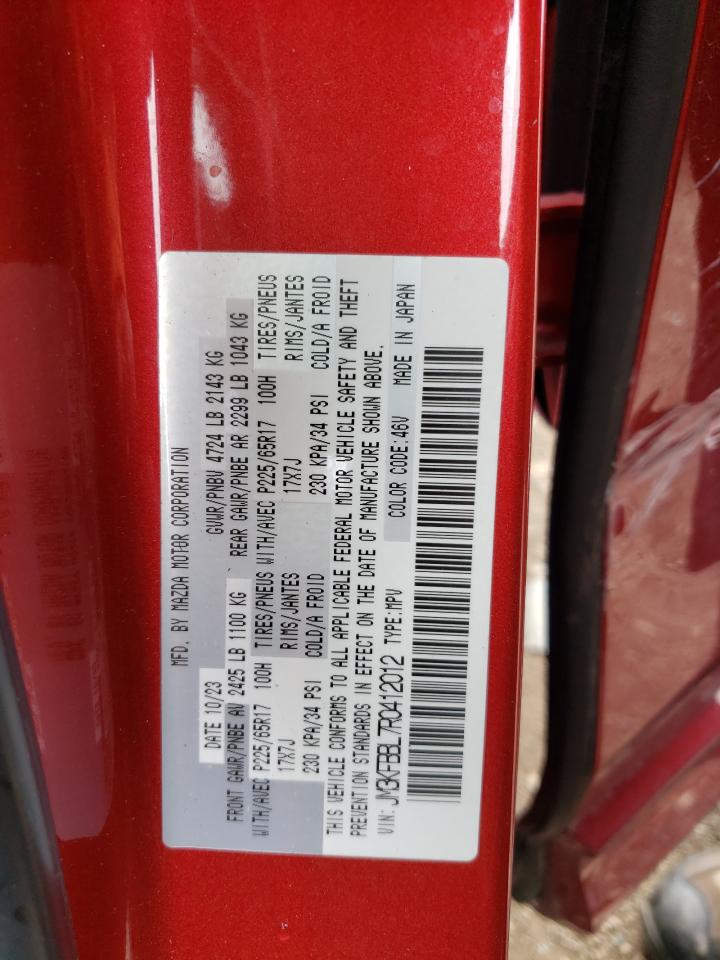 MFD. BY MAZDA MOTOR CORPORATION
DATE 10/23 GVWR/PNBV 4724 LB 2143 KG
FRONT GAWR/PNBE AV 2425 LB 1100 KG REAR GAWR/PNBE AR 2299 LB 1043 KG
WITH/AVEC P225/65R17 100H TIRES/PNEUS WITH/AVEC P225/65R17 100H TIRES/PNEUS
17X7J RIMS/JANTES 17X7J RIMS/JANTES
230 KPA/34 PSI COLD/A FROID 230 KPA/34 PSI COLD/A FROID
THIS VEHICLE CONFORMS TO ALL APPLICABLE FEDERAL MOTOR VEHICLE SAFETY AND THEFT
PREVENTION STANDARDS IN EFFECT ON THE DATE OF MANUFACTURE SHOWN ABOVE.
VIN: JM3KFBBL7R0412012 TYPE:MPV COLOR CODE:46V MADE IN JAPAN